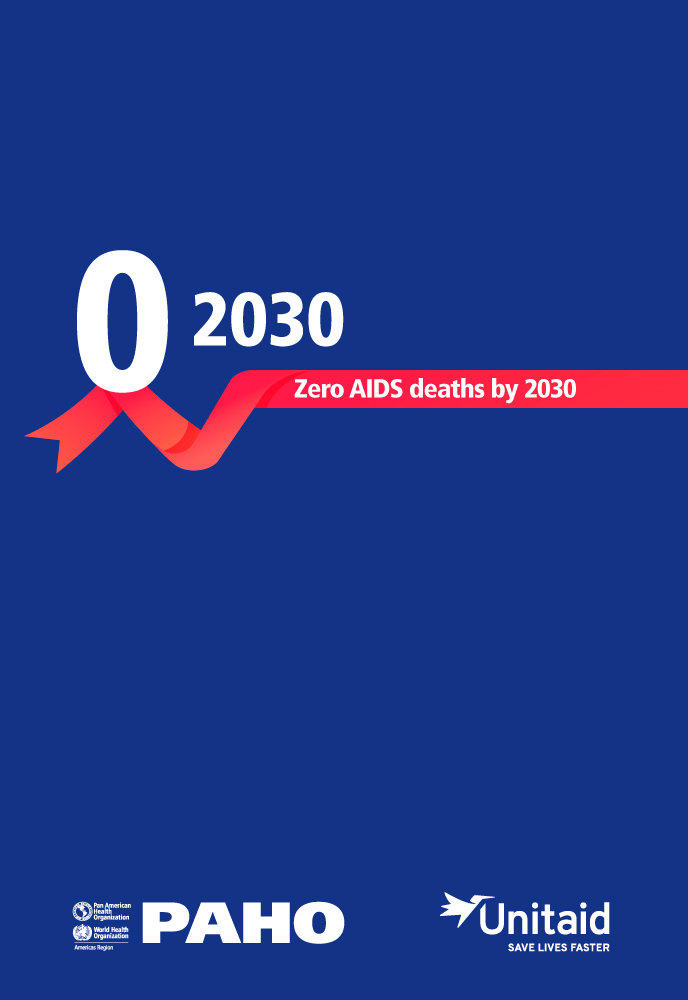 0 2030
Zero AIDS deaths by 2030
Pan American
Health
Organization
World Health
Organization
Americas Region
PAHO
Unitaid
SAVE LIVES FASTER